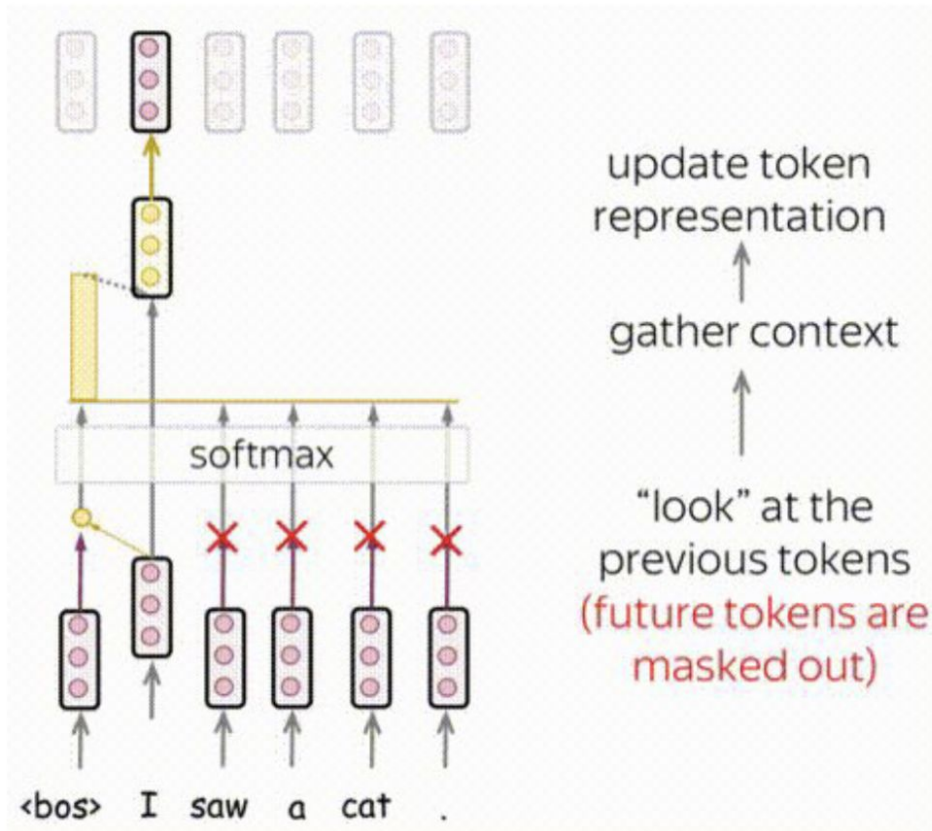 update token
representation
gather context
softmax
“look” at the
previous tokens
(future tokens are
masked out)
<bos> I saw a cat .